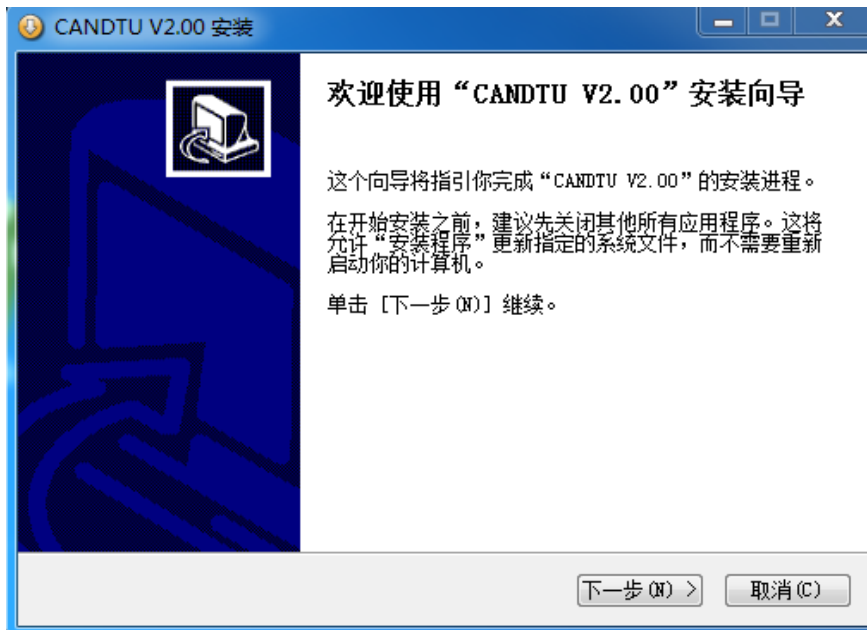 CANDTU V2.00 安装
欢迎使用“CANDTU V2.00”安装向导
这个向导将指引你完成“CANDTU V2.00”的安装进程。
在开始安装之前，建议先关闭其他所有应用程序。这将
允许“安装程序”更新指定的系统文件，而不需要重新
启动你的计算机。
单击 [下一步(N)] 继续。
下一步(N) >
取消(C)